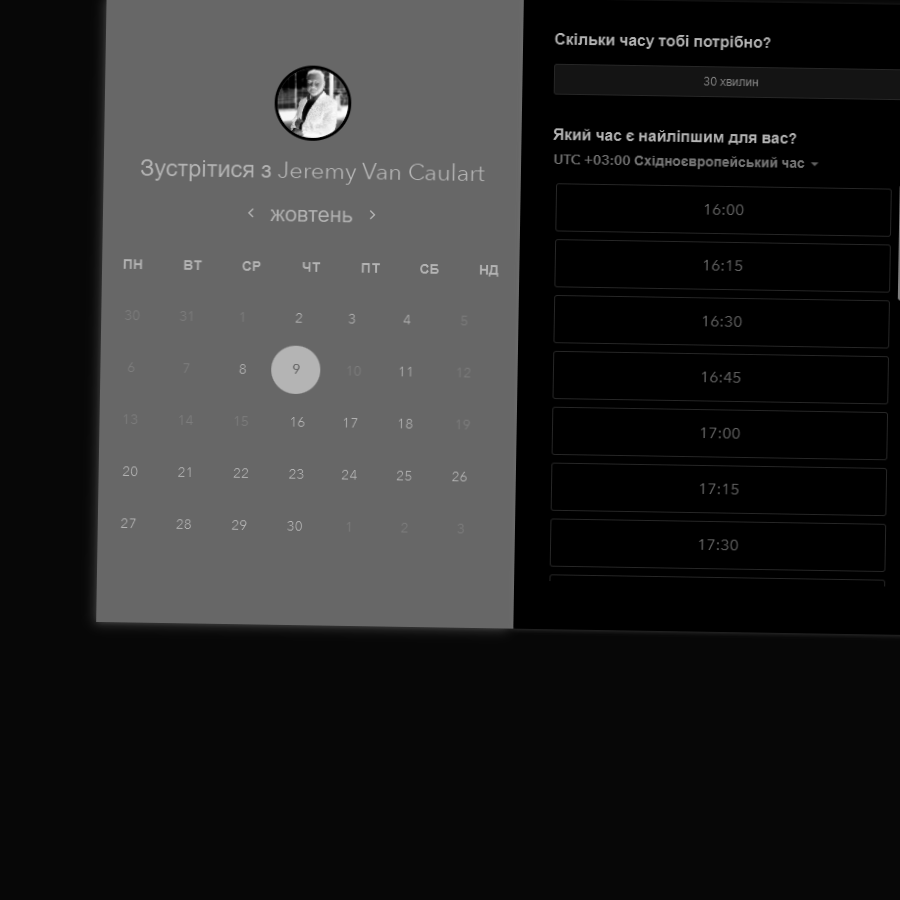 Зустрітися з Jeremy Van Caulart
жовтень
ПН ВТ СР ЧТ ПТ СБ НД
30 31 1 2 3 4 5
6 7 8 9 10 11 12
13 14 15 16 17 18 19
20 21 22 23 24 25 26
27 28 29 30 1 2 3
Скільки часу тобі потрібно?
30 хвилин
Який час є найліпшим для вас?
UTC +03:00 Східноєвропейський час
16:00
16:15
16:30
16:45
17:00
17:15
17:30